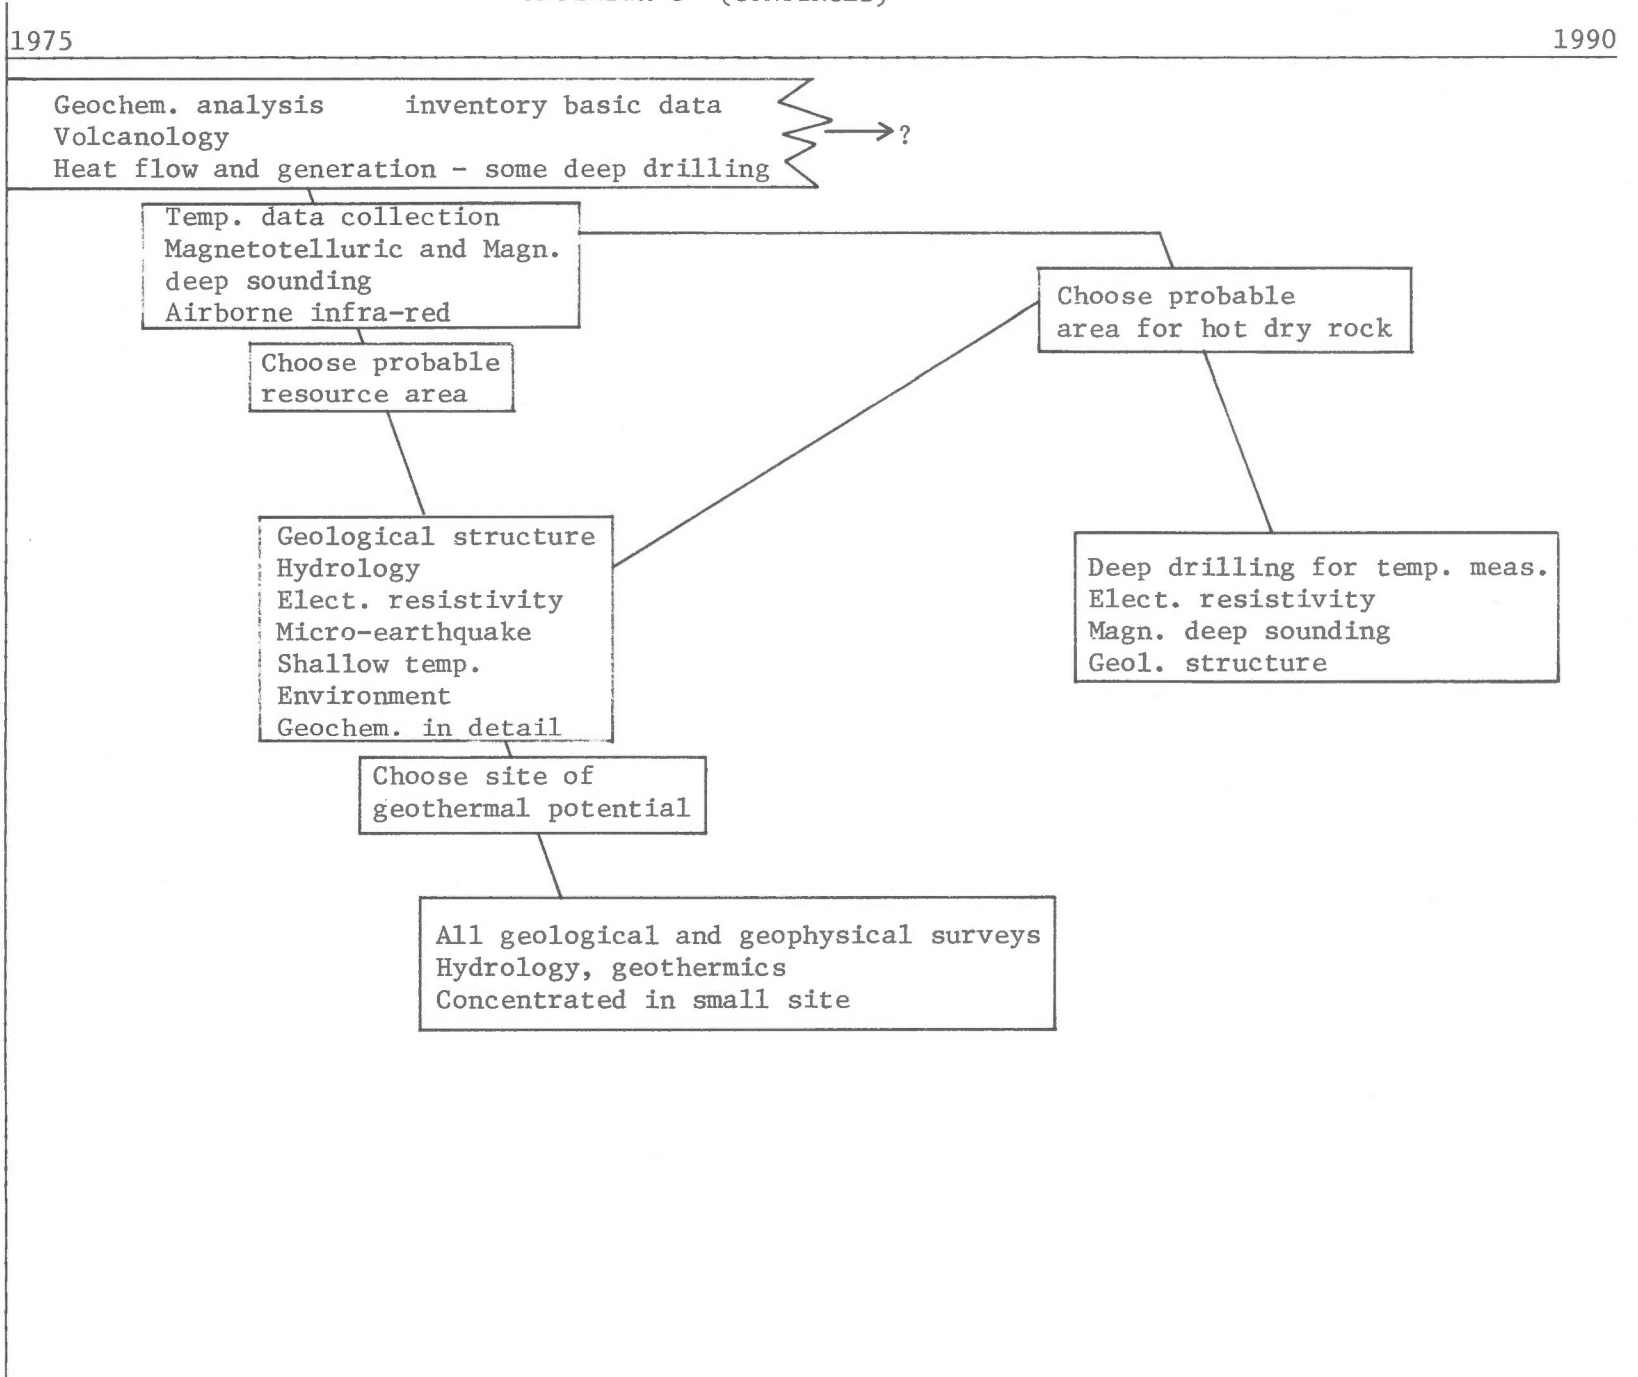 (CONTINUED)
1975 1990
Geochem. analysis inventory basic data
Volcanology
?
Heat flow and generation - some deep drilling
Temp. data collection
Magnetotelluric and Magn.
deep sounding
Airborne infra-red
Choose probable
area for hot dry rock
Choose probable
resource area
Geological structure
Hydrology
Elect. resistivity
Micro-earthquake
Shallow temp.
Environment
Geochem. in detail
Deep drilling for temp. meas.
Elect. resistivity
Magn. deep sounding
Geol. structure
Choose site of
geothermal potential
All geological and geophysical surveys
Hydrology, geothermics
Concentrated in small site